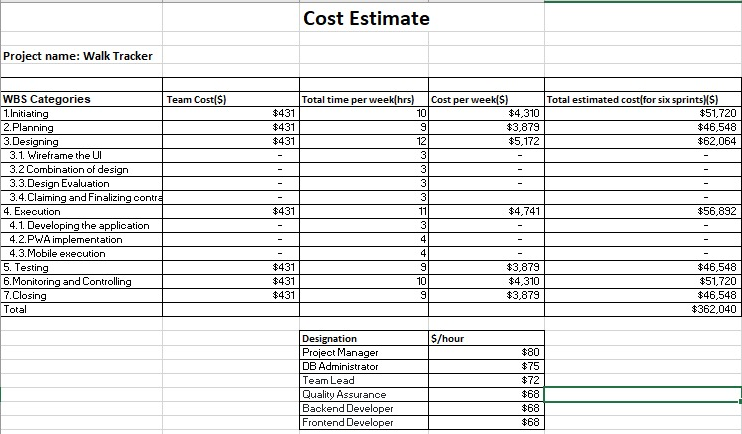 Cost Estimate
Project name: Walk Tracker
WBS Categories Team Cost($) Total time per week(hrs) Cost per week($) Total estimated cost(for six sprints)($)
1.Initiating $431 10 $4,310 $51,720
2.Planning $431 9 $3,879 $46,548
3.Designing $431 12 $5,172 $62,064
3.1. Wireframe the UI - 3 - -
3.2 Combination of design - 3 - -
3.3.Design Evaluation - 3 - -
3.4.Claiming and Finalizing contra - 3 -
4. Execution $431 11 $4,741 $56,892
4.1. Developing the application - 3 - -
4.2.PWA implementation - 4 - -
4.3.Mobile execution - 4 - -
5. Testing $431 9 $3,879 $46,548
6.Monitoring and Controlling $431 10 $4,310 $51,720
7.Closing $431 9 $3,879 $46,548
Total $362,040
Designation $/hour
Project Manager $80
DB Administrator $75
Team Lead $72
Quality Assurance $68
Backend Developer $68
Frontend Developer $68